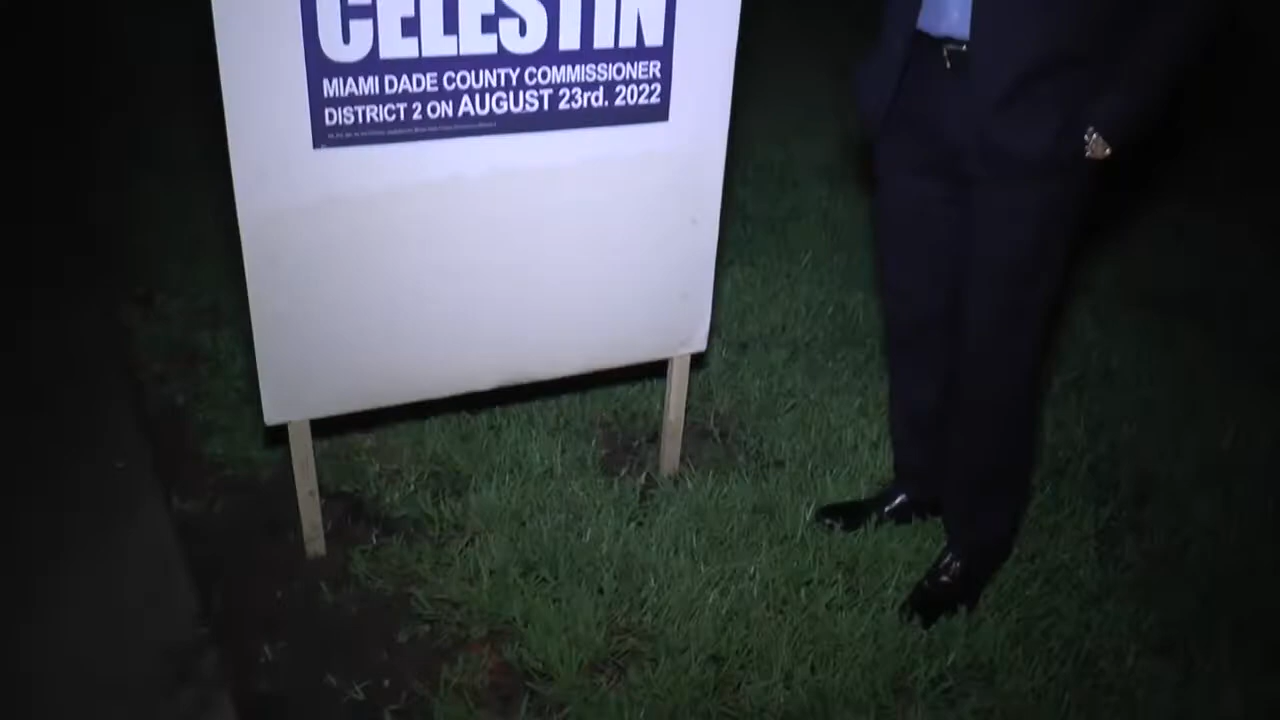 CELESTIN
MIAMI DADE COUNTY COMMISSIONER
DISTRICT 2 ON AUGUST 23rd. 2022